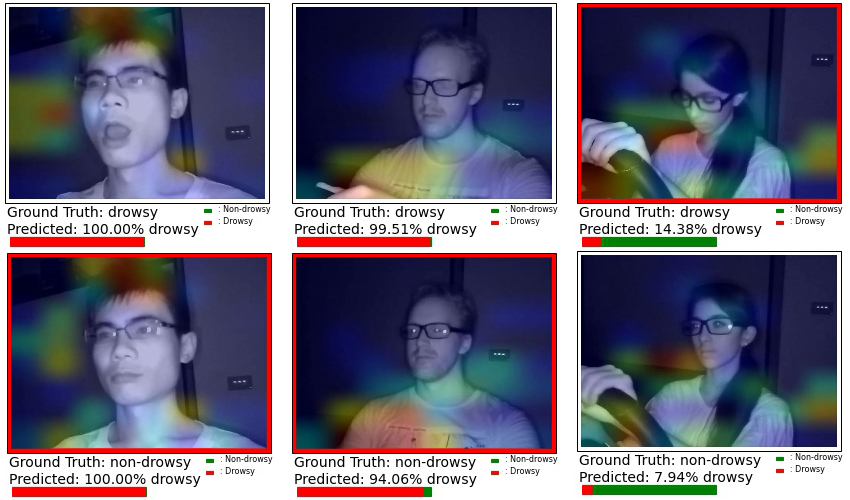 Ground Truth: drowsy
Predicted: 100.00% drowsy
: Non-drowsy
: Drowsy
Ground Truth: drowsy
Predicted: 99.51% drowsy
: Non-drowsy
: Drowsy
Ground Truth: drowsy
Predicted: 14.38% drowsy
: Non-drowsy
: Drowsy
Ground Truth: non-drowsy
Predicted: 100.00% drowsy
: Non-drowsy
: Drowsy
Ground Truth: non-drowsy
Predicted: 94.06% drowsy
: Non-drowsy
: Drowsy
Ground Truth: non-drowsy
Predicted: 7.94% drowsy
: Non-drowsy
: Drowsy